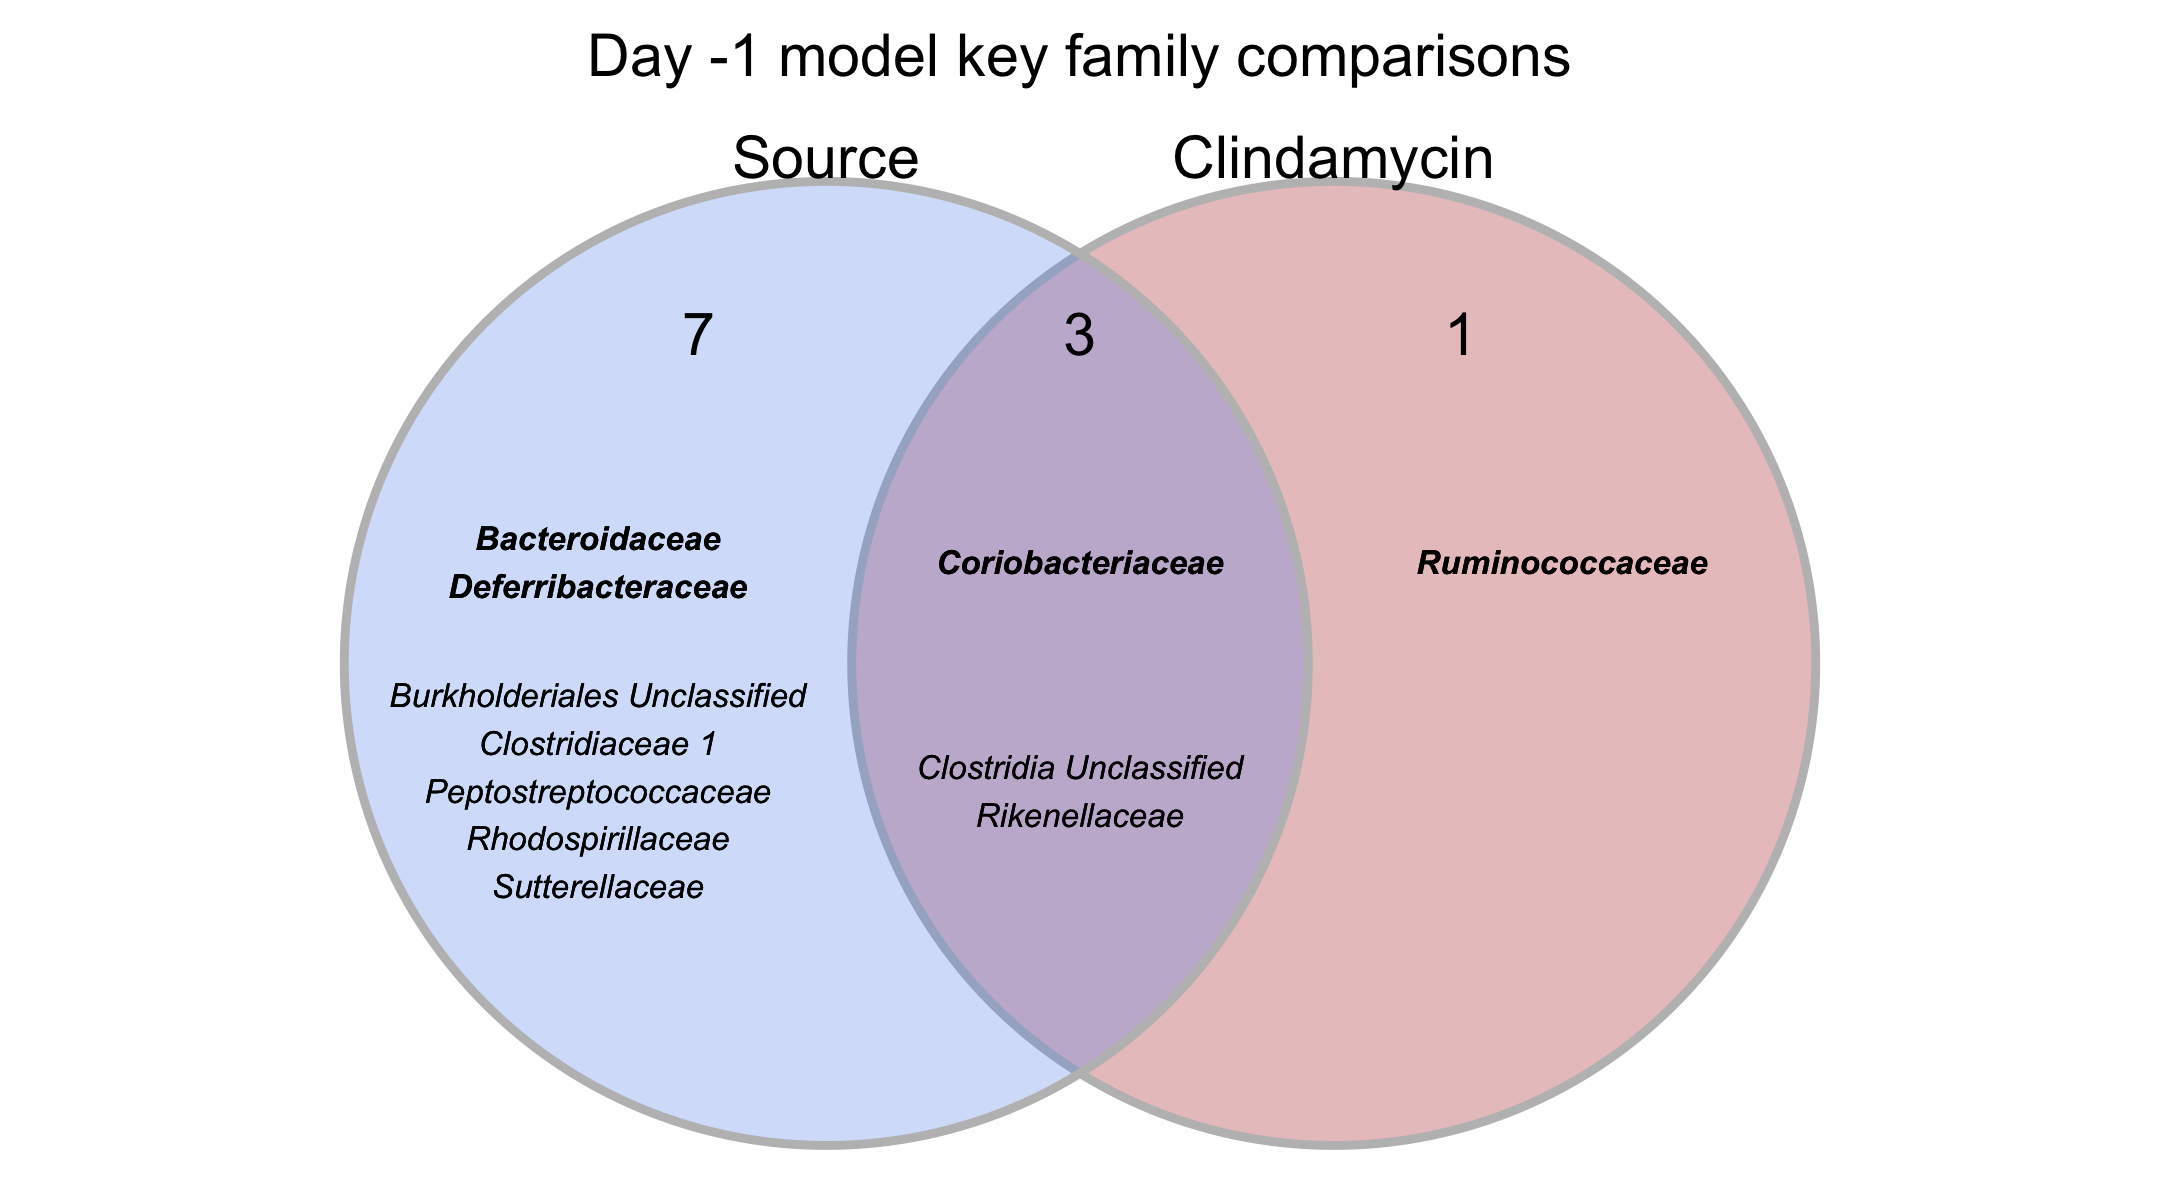 Day -1 model key family comparisons
Source
Clindamycin
7
3
1
Bacteroidaceae
Deferribacteraceae
Burkholderiales Unclassified
Clostridiaceae 1
Peptostreptococcaceae
Rhodospirillaceae
Sutterellaceae
Coriobacteriaceae
Clostridia Unclassified
Rikenellaceae
Ruminococcaceae